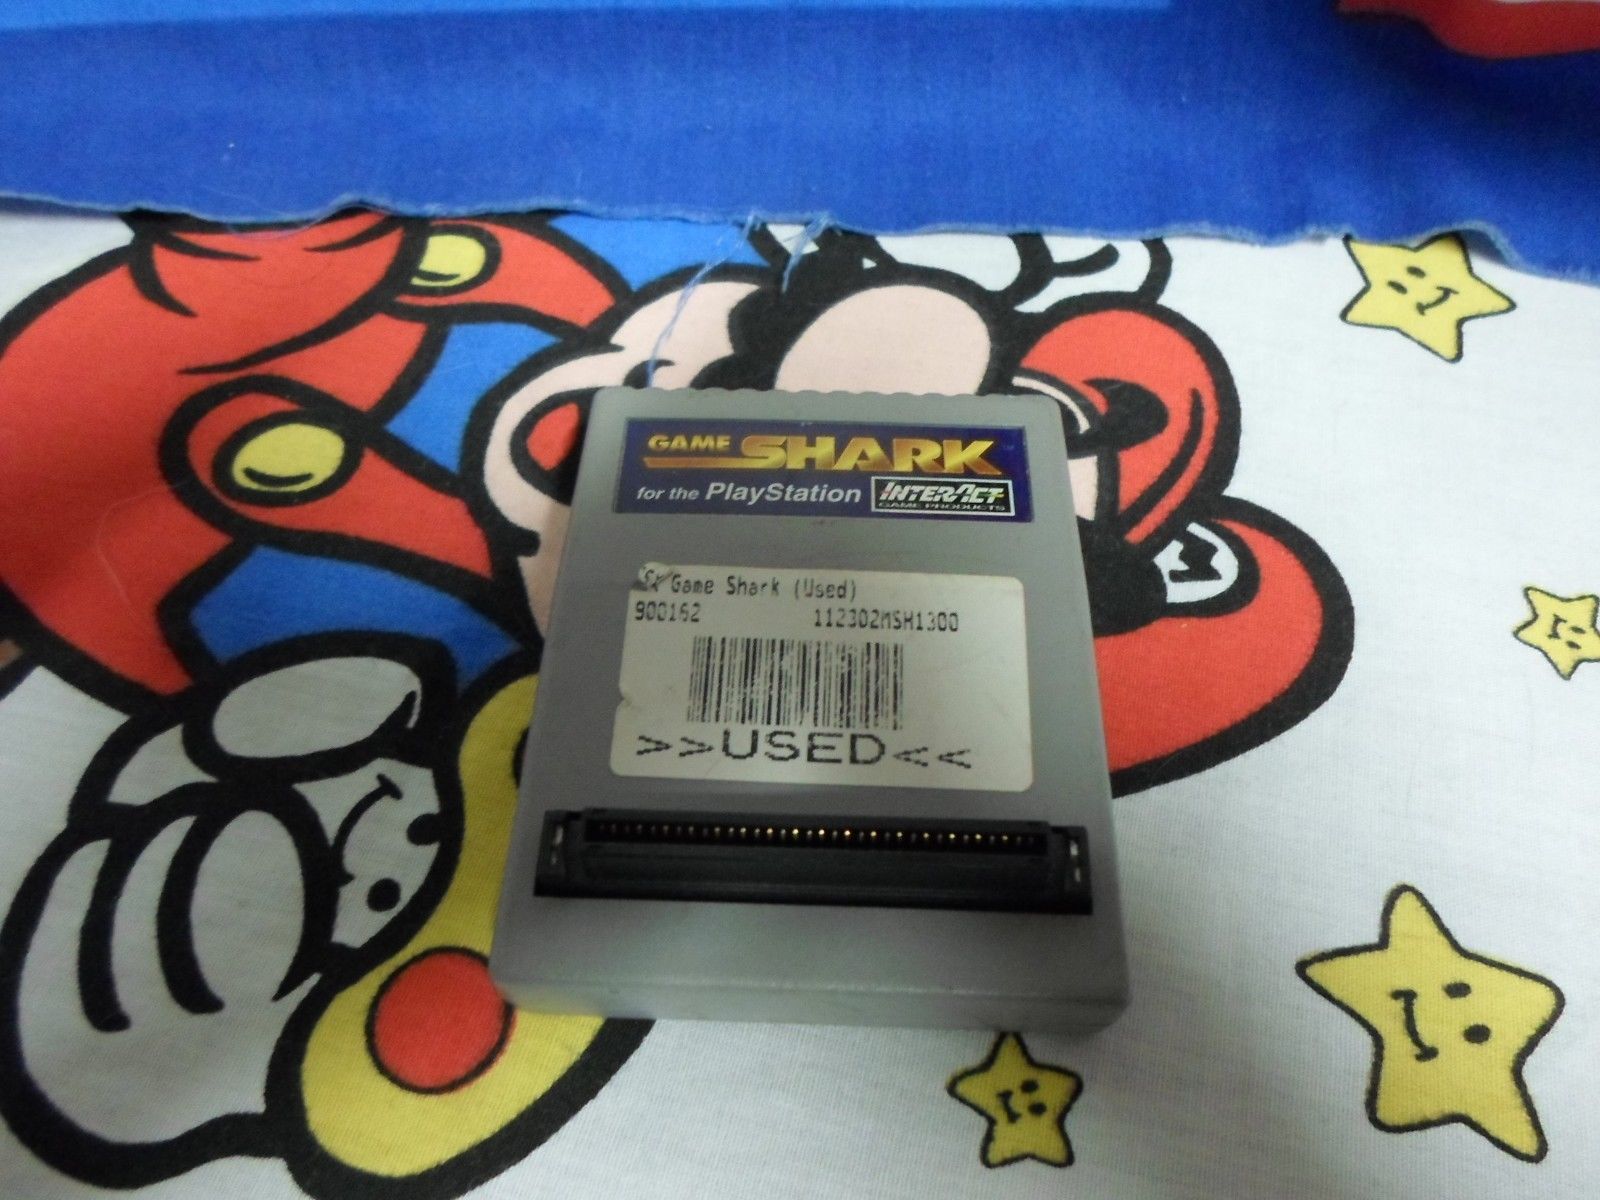 GAME SHARK
for the PlayStation INTERACT
GAME PRODUCTS
Game Shark (Used)
900162 112302MSH1300
>>USED<<
M